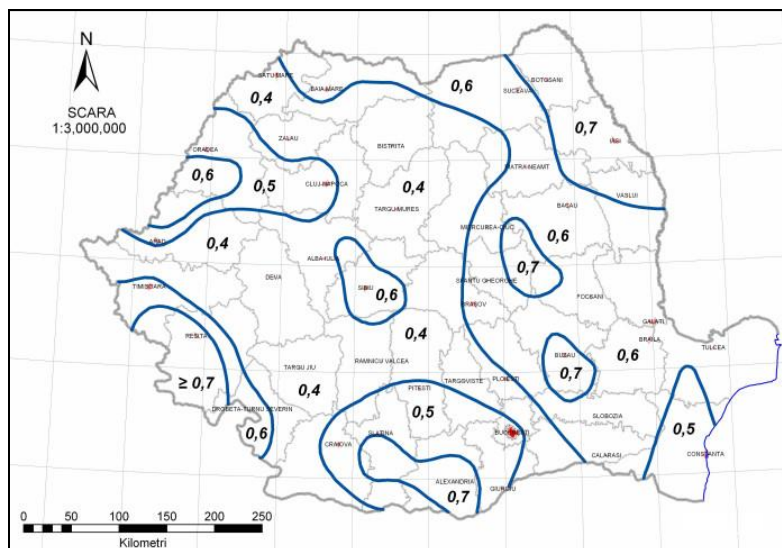 N
SCARA
1:3,000,000
SATU MARE
BAIA MARE
0,4
0,6
SUCEAVA
BOTOSANI
0,7
IASI
ORADEA
ZALAU
BISTRITA
PIATRA NEAMT
0,6
0,5
CLUJ-NAPOCA
0,4
TARGU-MURES
VASLUI
BACAU
ARAD
0,4
MIERCUREA-CIUC
0,6
ALBA IULIA
0,7
TIMISOARA
DEVA
SIBIU
0,6
SFANTU GHEORGHE
BRASOV
FOCSANI
GALATI
BRAILA
TULCEA
RESITA
0,4
RAMNICU VALCEA
BUZAU
0,6
≥ 0,7
TARGU JIU
0,4
PITESTI
TARGOVISTE
PLOIESTI
0,7
DROBETA-TURNU SEVERIN
0,5
SLOBOZIA
0,6
CRAIOVA
SLATINA
BUCURESTI
0,5
CALARASI
CONSTANTA
ALEXANDRIA
GIURGIU
0,7
0 25 50 100 150 200 250
Kilometri